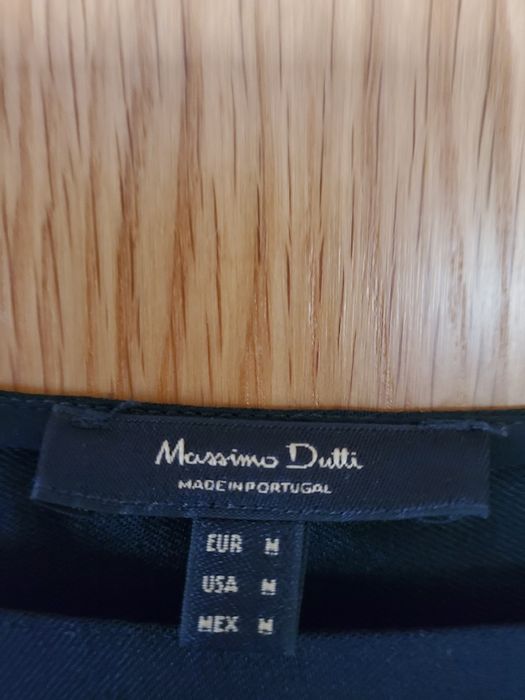 Massimo Dutti
MADE IN PORTUGAL
EUR M
USA M
MEX M